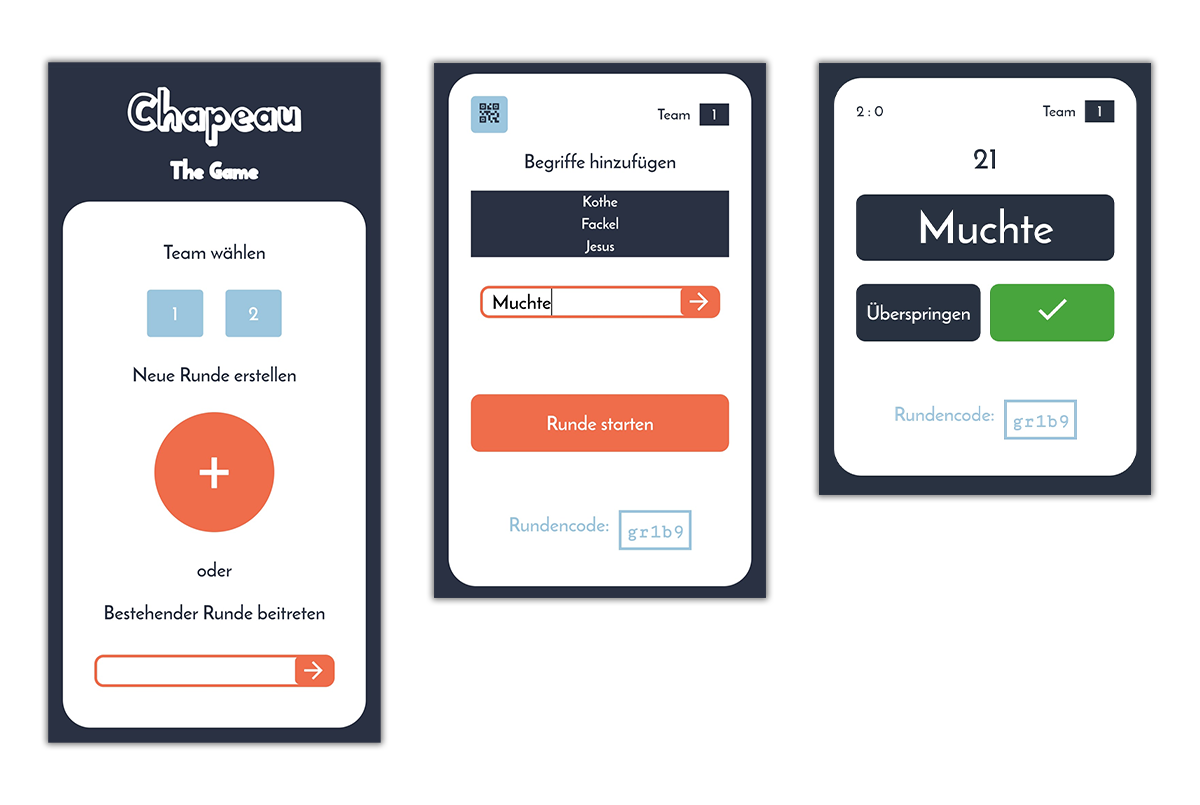 Chapeau
The Game
Team wählen
1 2
Neue Runde erstellen
+
oder
Bestehender Runde beitreten
Team 1
Begriffe hinzufügen
Kothe
Fackel
Jesus
Muchte
Runde starten
Rundencode: gr1b9
2 : 0 Team 1
21
Muchte
Überspringen
Rundencode: gr1b9